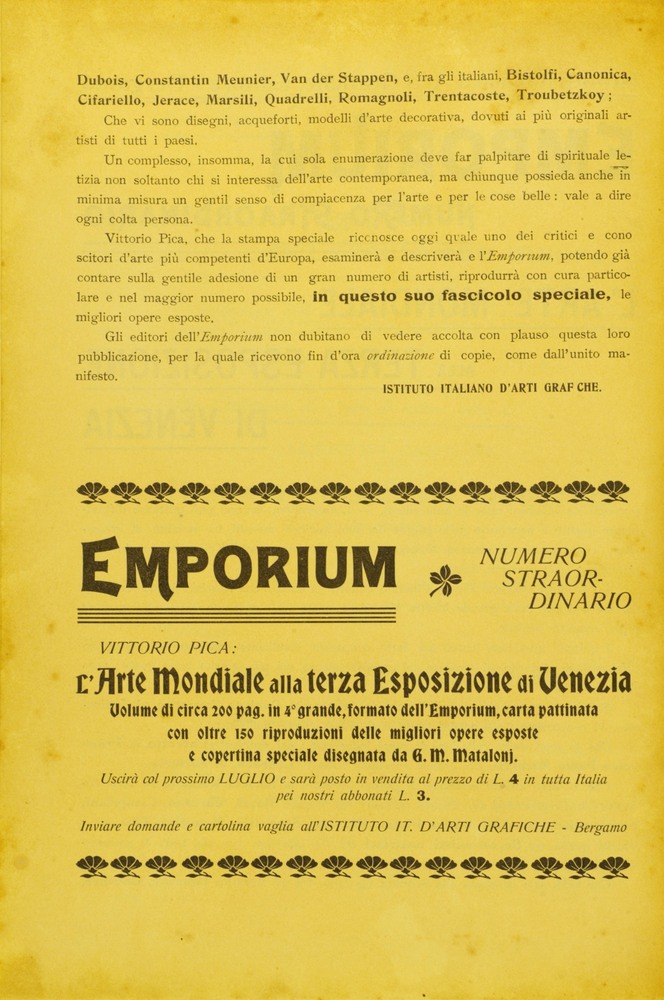 Dubois, Constantin Meunier, Van der Stappen, e, fra gli italiani, Bistolfi, Canonica,
Cifariello, Jerace, Marsili, Quadrelli, Romagnoli, Trentacoste, Troubetzkoy ;
Che vi sono disegni, acqueforti, modelli d'arte decorativa, dovuti ai più originali ar-
tisti di tutti i paesi.
Un complesso, insomma, la cui sola enumerazione deve far palpitare di spirituale le-
tizia non soltanto chi si interessa dell'arte contemporanea, ma chiunque possieda anche in
minima misura un gentil senso di compiacenza per l'arte e per le cose belle : vale a dire
ogni colta persona.
Vittorio Pica, che la stampa speciale riconosce oggi quale uno dei critici e cono
scitori d'arte più competenti d'Europa, esaminerà e descriverà e l'Emporium, potendo già
contare sulla gentile adesione di un gran numero di artisti, riprodurrà con cura partico-
lare e nel maggior numero possibile, in questo suo fascicolo speciale, le
migliori opere esposte.
Gli editori dell'Emporium non dubitano di vedere accolta con plauso questa loro
pubblicazione, per la quale ricevono fin d'ora ordinazione di copie, come dall'unito ma-
nifesto.
ISTITUTO ITALIANO D'ARTI GRAF CHE.
DI VENEZIA
EMPORIUM
NUMERO
STRAOR-
DINARIO
VITTORIO PICA:
L'Arte Mondiale alla terza Esposizione di Venezia
Volume di circa 200 pag. in 4° grande, formato dell'Emporium, carta pattinata
con oltre 150 riproduzioni delle migliori opere esposte
e copertina speciale disegnata da G. M. Mataloni.
Uscirà col prossimo LUGLIO e sarà posto in vendita al prezzo di L. 4 in tutta Italia
pei nostri abbonati L. 3.
Inviare domande e cartolina vaglia all'ISTITUTO IT. D'ARTI GRAFICHE - Bergamo